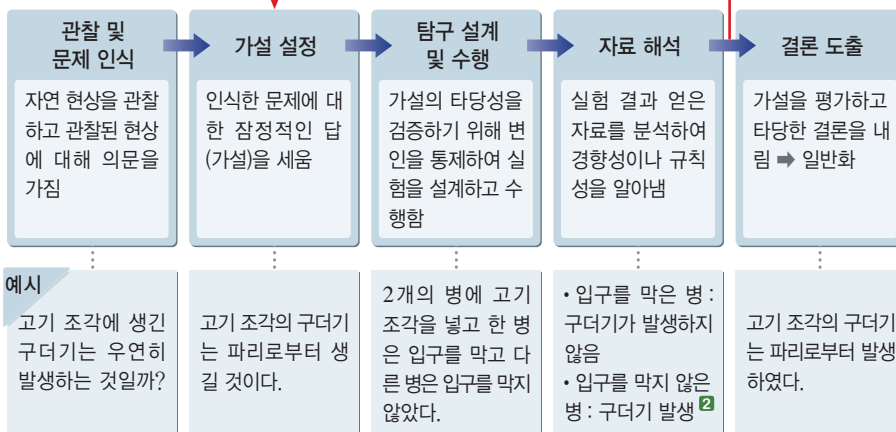 관찰 및
문제 인식
가설 설정
탐구 설계
및 수행
자료 해석
결론 도출
자연 현상을 관찰
하고 관찰된 현상
에 대해 의문을
가짐
인식한 문제에 대
한 잠정적인 답
(가설)을 세움
가설의 타당성을
검증하기 위해 변
인을 통제하여 실
험을 설계하고 수
행함
실험 결과 얻은
자료를 분석하여
경향성이나 규칙
성을 알아냄
가설을 평가하고
타당한 결론을 내
림 ➡ 일반화
예시
고기 조각에 생긴
구더기는 우연히
발생하는 것일까?
고기 조각의 구더기
는 파리로부터 생
길 것이다.
2개의 병에 고기
조각을 넣고 한 병
은 입구를 막고 다
른 병은 입구를 막지
않았다.
• 입구를 막은 병 :
구더기가 발생하지
않음
• 입구를 막지 않은
병 : 구더기 발생 2
고기 조각의 구더기
는 파리로부터 발생
하였다.